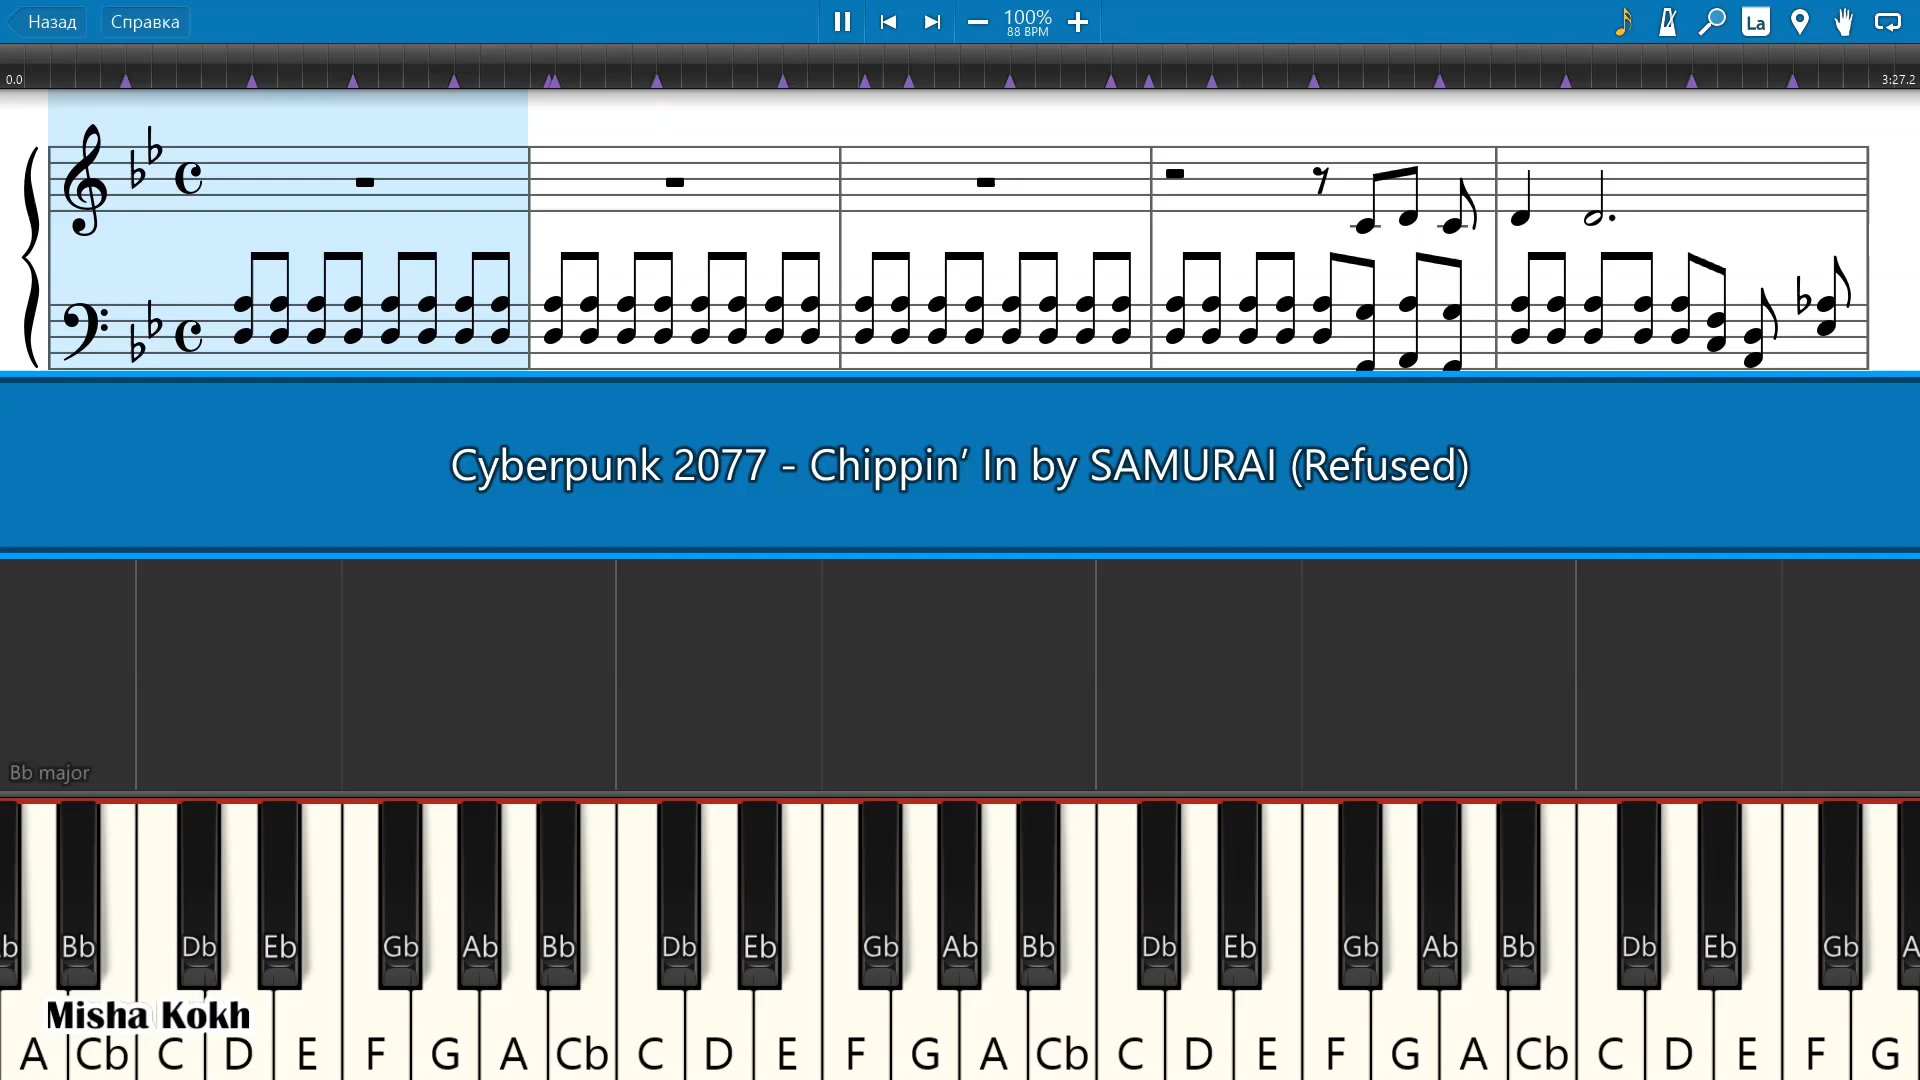 Назад Справка 100% La
88 BPM
0.0 3:27.2
Cyberpunk 2077 - Chippin’ In by SAMURAI (Refused)
Bb major
b Bb Db Eb Gb Ab Bb Db Eb Gb Ab Bb Db Eb Gb Ab Bb Db Eb Gb A
Misha Kokh
A Cb C D E F G A Cb C D E F G A Cb C D E F G A Cb C D E F G